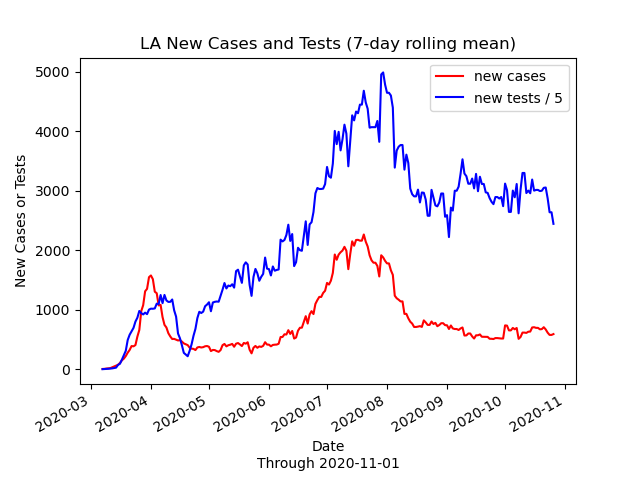 LA New Cases and Tests (7-day rolling mean)
new cases
new tests / 5
New Cases or Tests
5000
4000
3000
2000
1000
0
2020-03
2020-04
2020-05
2020-06
2020-07
2020-08
2020-09
2020-10
2020-11
Date
Through 2020-11-01